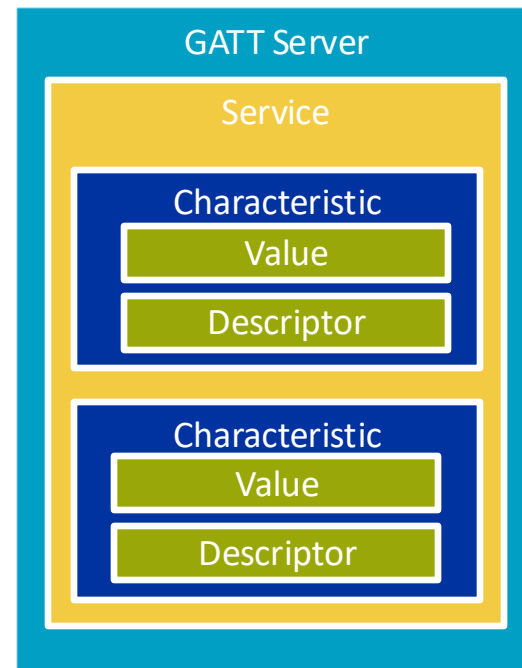 GATT Server
Service
Characteristic
Value
Descriptor
Characteristic
Value
Descriptor